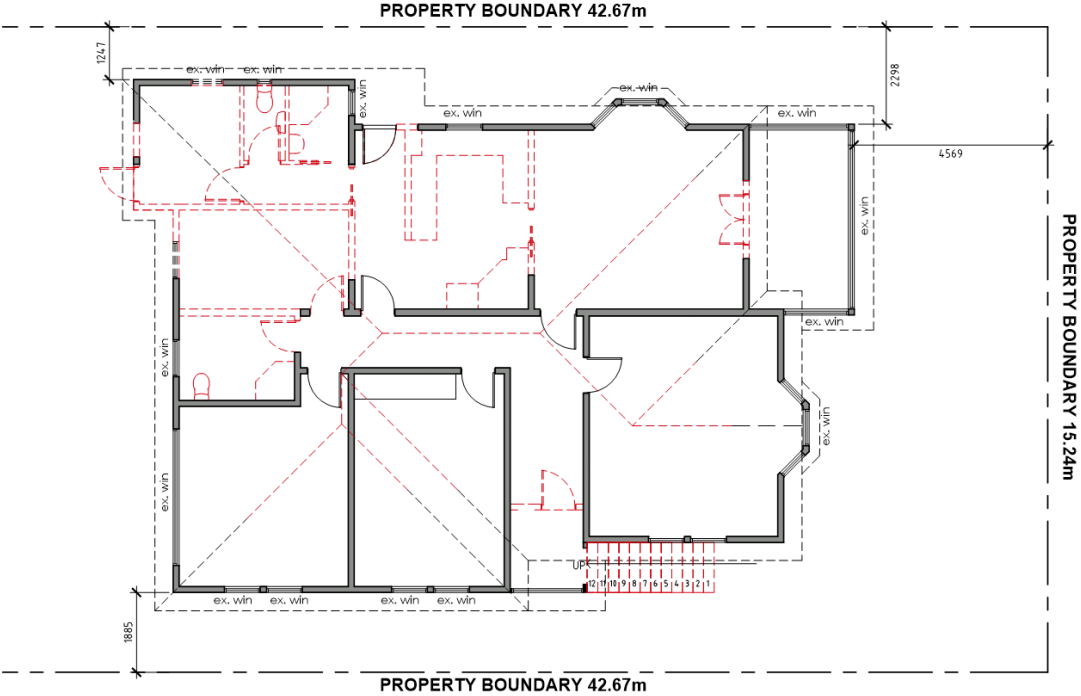 PROPERTY BOUNDARY 42.67m
1247
2298
ex. win
ex. win
ex. win
ex. win
ex. win
ex. win
4569
ex. win
PROPERTY BOUNDARY 15.24m
ex. win
ex. win
ex. win
ex. win
UP
12 11 10 9 8 7 6 5 4 3 2 1
ex. win
ex. win
ex. win
ex. win
1885
PROPERTY BOUNDARY 42.67m